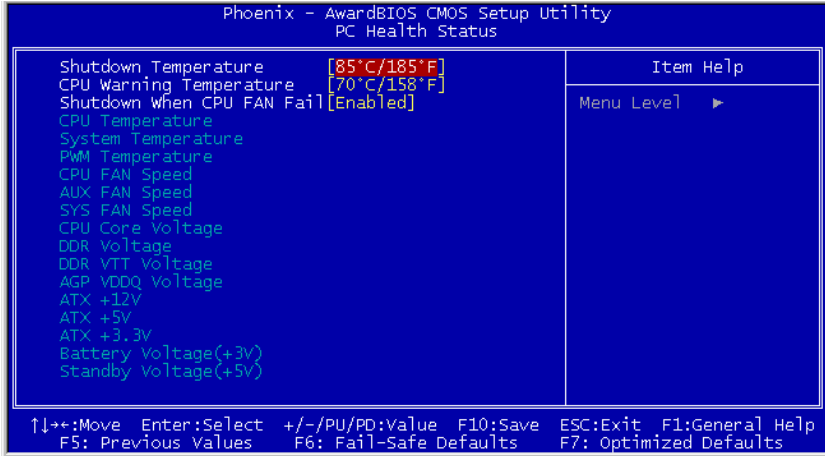 Phoenix - AwardBIOS CMOS Setup Utility
PC Health Status
Shutdown Temperature [85°C/185°F]
CPU Warning Temperature [70°C/158°F]
Shutdown When CPU FAN Fail[Enabled]
CPU Temperature
System Temperature
PWM Temperature
CPU FAN Speed
AUX FAN Speed
SYS FAN Speed
CPU Core Voltage
DDR Voltage
DDR VTT Voltage
AGP VDDQ Voltage
ATX +12V
ATX +5V
ATX +3.3V
Battery Voltage(+3V)
Standby Voltage(+5V)
Item Help
Menu Level ►
↑↓→←:Move Enter:Select +/-/PU/PD:Value F10:Save ESC:Exit F1:General Help
F5: Previous Values F6: Fail-Safe Defaults F7: Optimized Defaults